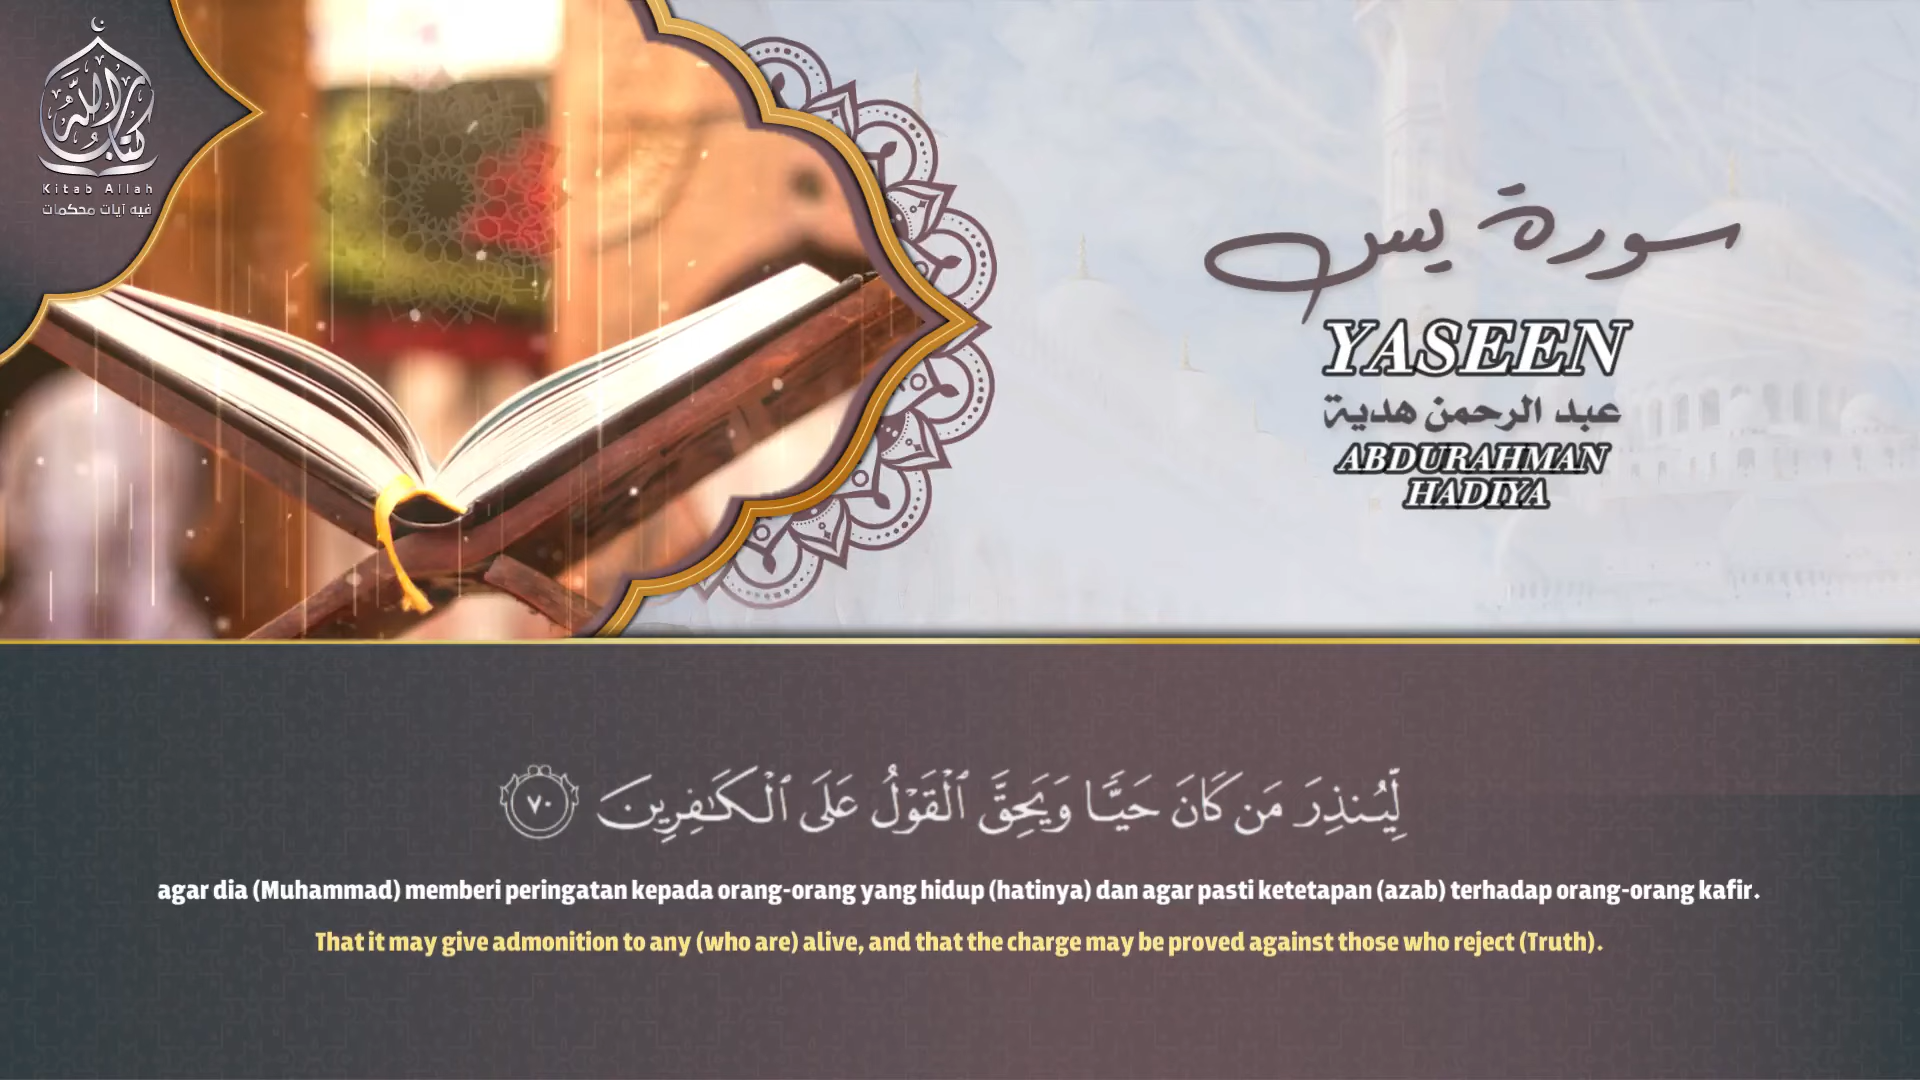 كتاب الله
Kitab Allah
فيه آيات محكمات
سورة يس
YASEEN
عبد الرحمن هدية
ABDURAHMAN
HADIYA
لِّيُنذِرَ مَن كَانَ حَيًّا وَيَحِقَّ ٱلْقَوْلُ عَلَى ٱلْكَـٰفِرِينَ ٧٠
agar dia (Muhammad) memberi peringatan kepada orang-orang yang hidup (hatinya) dan agar pasti ketetapan (azab) terhadap orang-orang kafir.
That it may give admonition to any (who are) alive, and that the charge may be proved against those who reject (Truth).